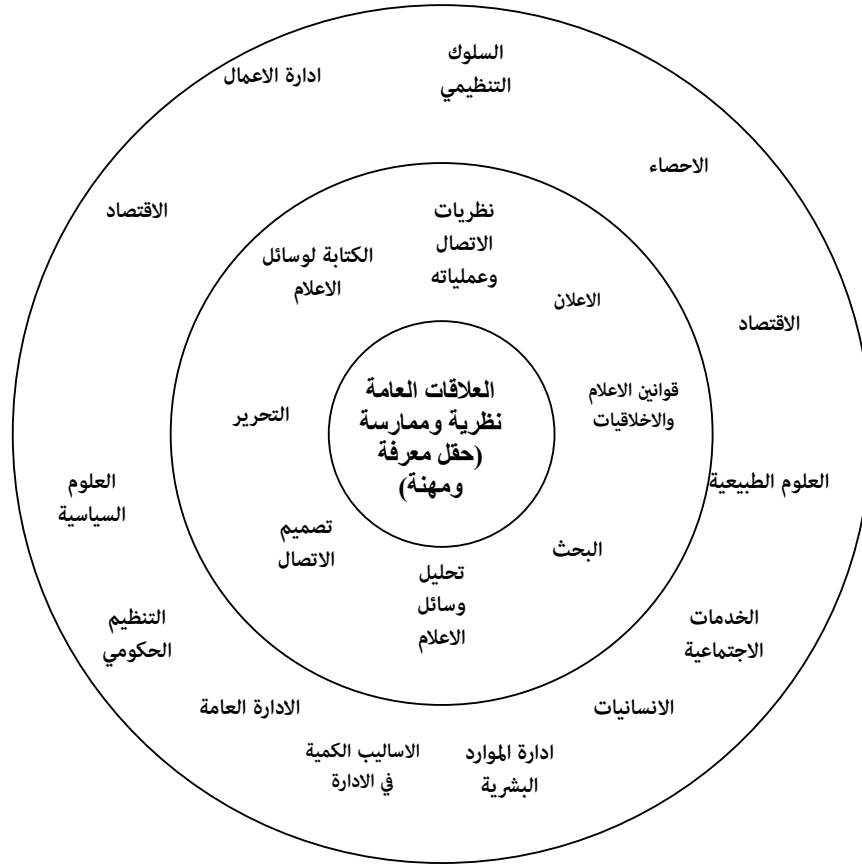 السلوك
التنظيمي
ادارة الاعمال
الاحصاء
الاقتصاد
الاقتصاد
نظريات
الاتصال
وعملياته
الكتابة لوسائل
الاعلام
الاعلان
قوانين الاعلام
والاخلاقيات
العلاقات العامة
نظرية وممارسة
(حقل معرفة
ومهنة)
التحرير
العلوم الطبيعية
العلوم
السياسية
تصميم
الاتصال
البحث
تحليل
وسائل
الاعلام
الخدمات
الاجتماعية
التنظيم
الحكومي
الانسانيات
الادارة العامة
ادارة الموارد
البشرية
الاساليب الكمية
في الادارة